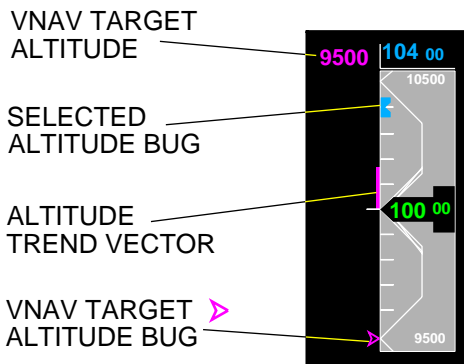 VNAV TARGET
ALTITUDE
9500
104 00
10500
SELECTED
ALTITUDE BUG
ALTITUDE
TREND VECTOR
100 00
VNAV TARGET
ALTITUDE BUG
9500